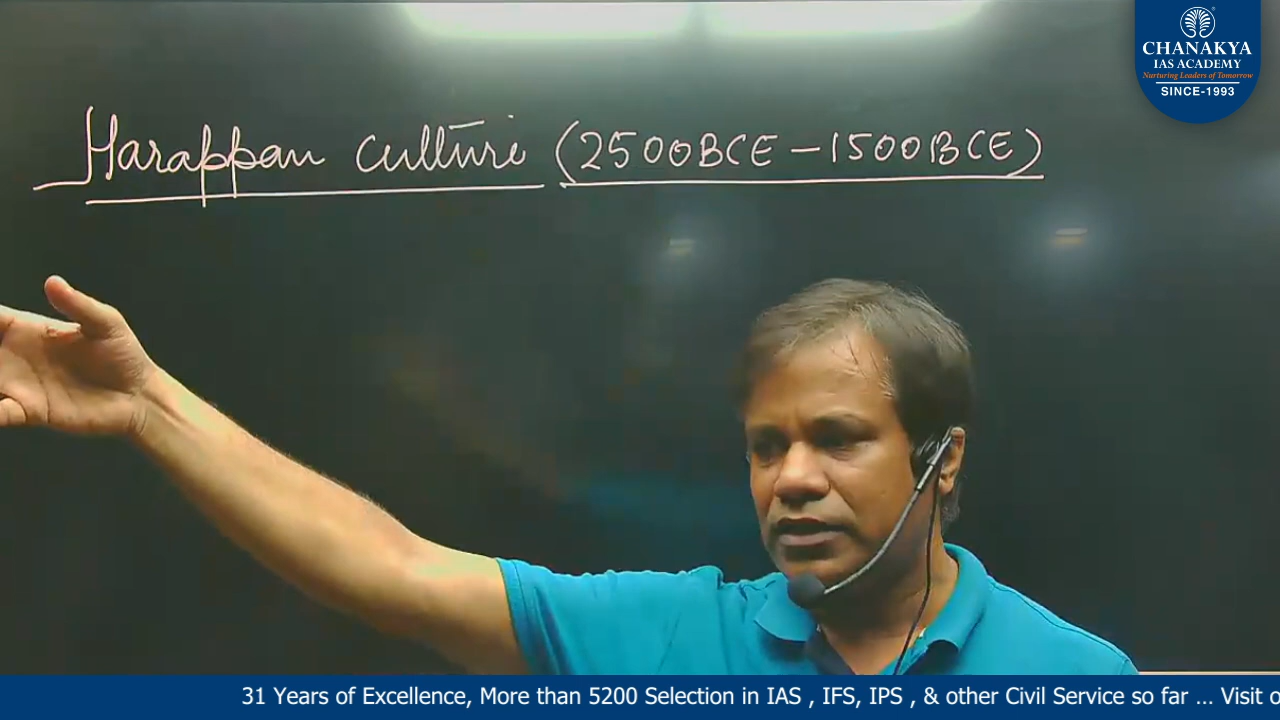 CHANAKYA
IAS ACADEMY
Nurturing Leaders of Tomorrow
SINCE-1993
Harappan culture (2500BCE – 1500BCE)
31 Years of Excellence, More than 5200 Selection in IAS , IFS, IPS , & other Civil Service so far ... Visit o